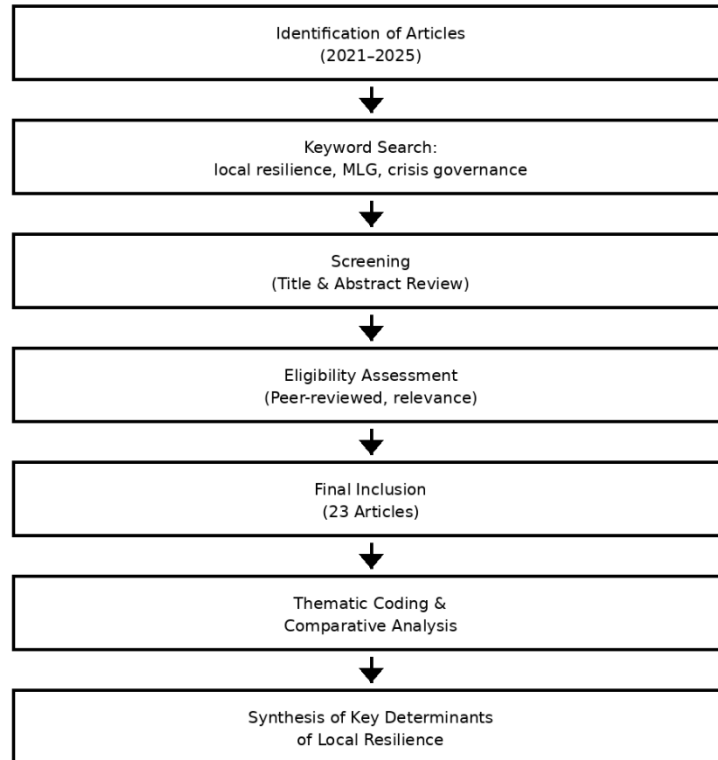 Identification of Articles
(2021–2025)
Keyword Search:
local resilience, MLG, crisis governance
Screening
(Title & Abstract Review)
Eligibility Assessment
(Peer-reviewed, relevance)
Final Inclusion
(23 Articles)
Thematic Coding &
Comparative Analysis
Synthesis of Key Determinants
of Local Resilience